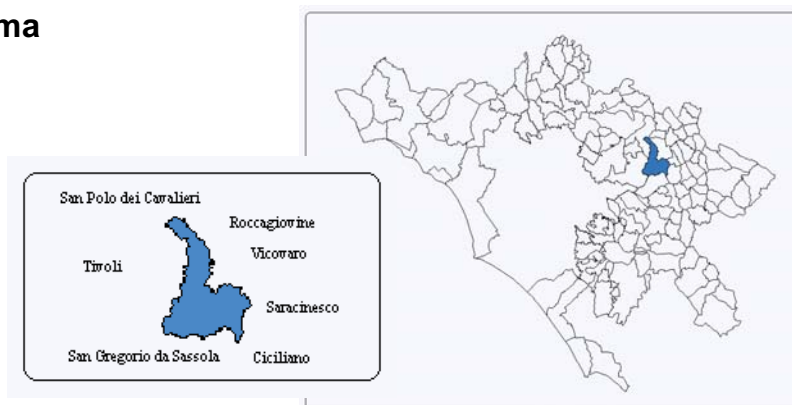 ma
San Polo dei Cavalieri
Roccagiovine
Vicovaro
Tivoli
Saracinesco
San Gregorio da Sassola
Ciciliano